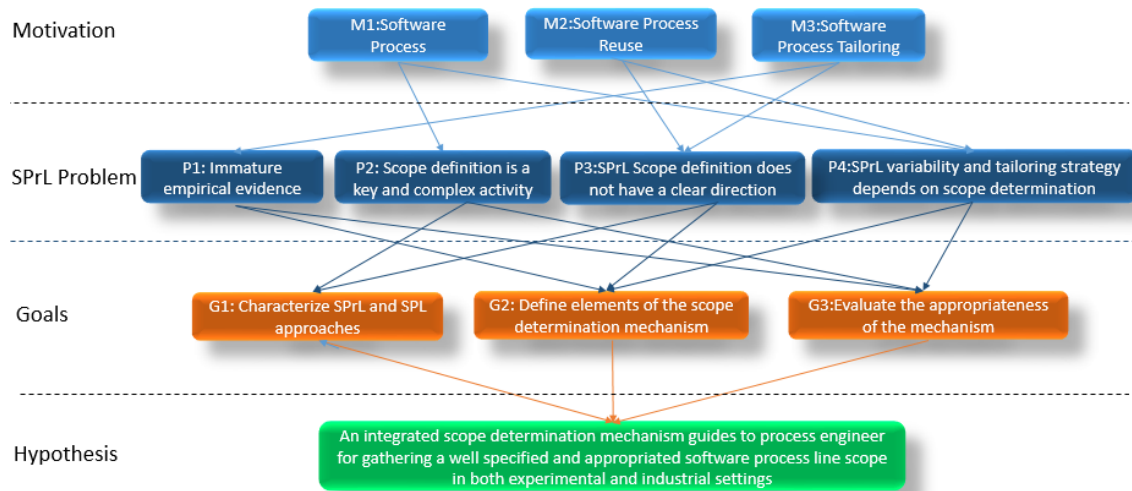 Motivation
M1:Software
Process
M2:Software Process
Reuse
M3:Software
Process Tailoring
SPrL Problem
P1: Immature
empirical evidence
P2: Scope definition is a
key and complex activity
P3:SPrL Scope definition does
not have a clear direction
P4:SPrL variability and tailoring strategy
depends on scope determination
Goals
G1: Characterize SPrL and SPL
approaches
G2: Define elements of the scope
determination mechanism
G3:Evaluate the appropriateness
of the mechanism
Hypothesis
An integrated scope determination mechanism guides to process engineer
for gathering a well specified and appropriated software process line scope
in both experimental and industrial settings